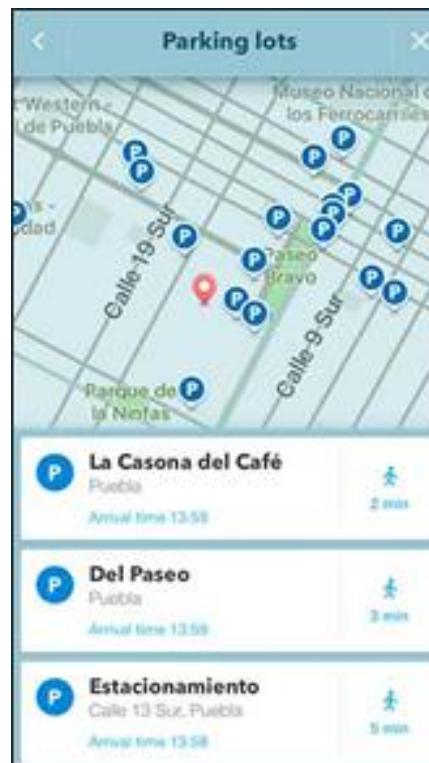 Parking lots
Western -
l de Puebla
Museo Nacional d
los Ferrocarriles
s -
dad
Calle 19 Sur
Paseo
Bravo
Calle 9 Sur
Parque de
la Ninfas
P La Casona del Café
Puebla
Arrival time 13:59
2 min
P Del Paseo
Puebla
Arrival time 13:59
3 min
P Estacionamiento
Calle 13 Sur, Puebla
Arrival time 13:58
5 min